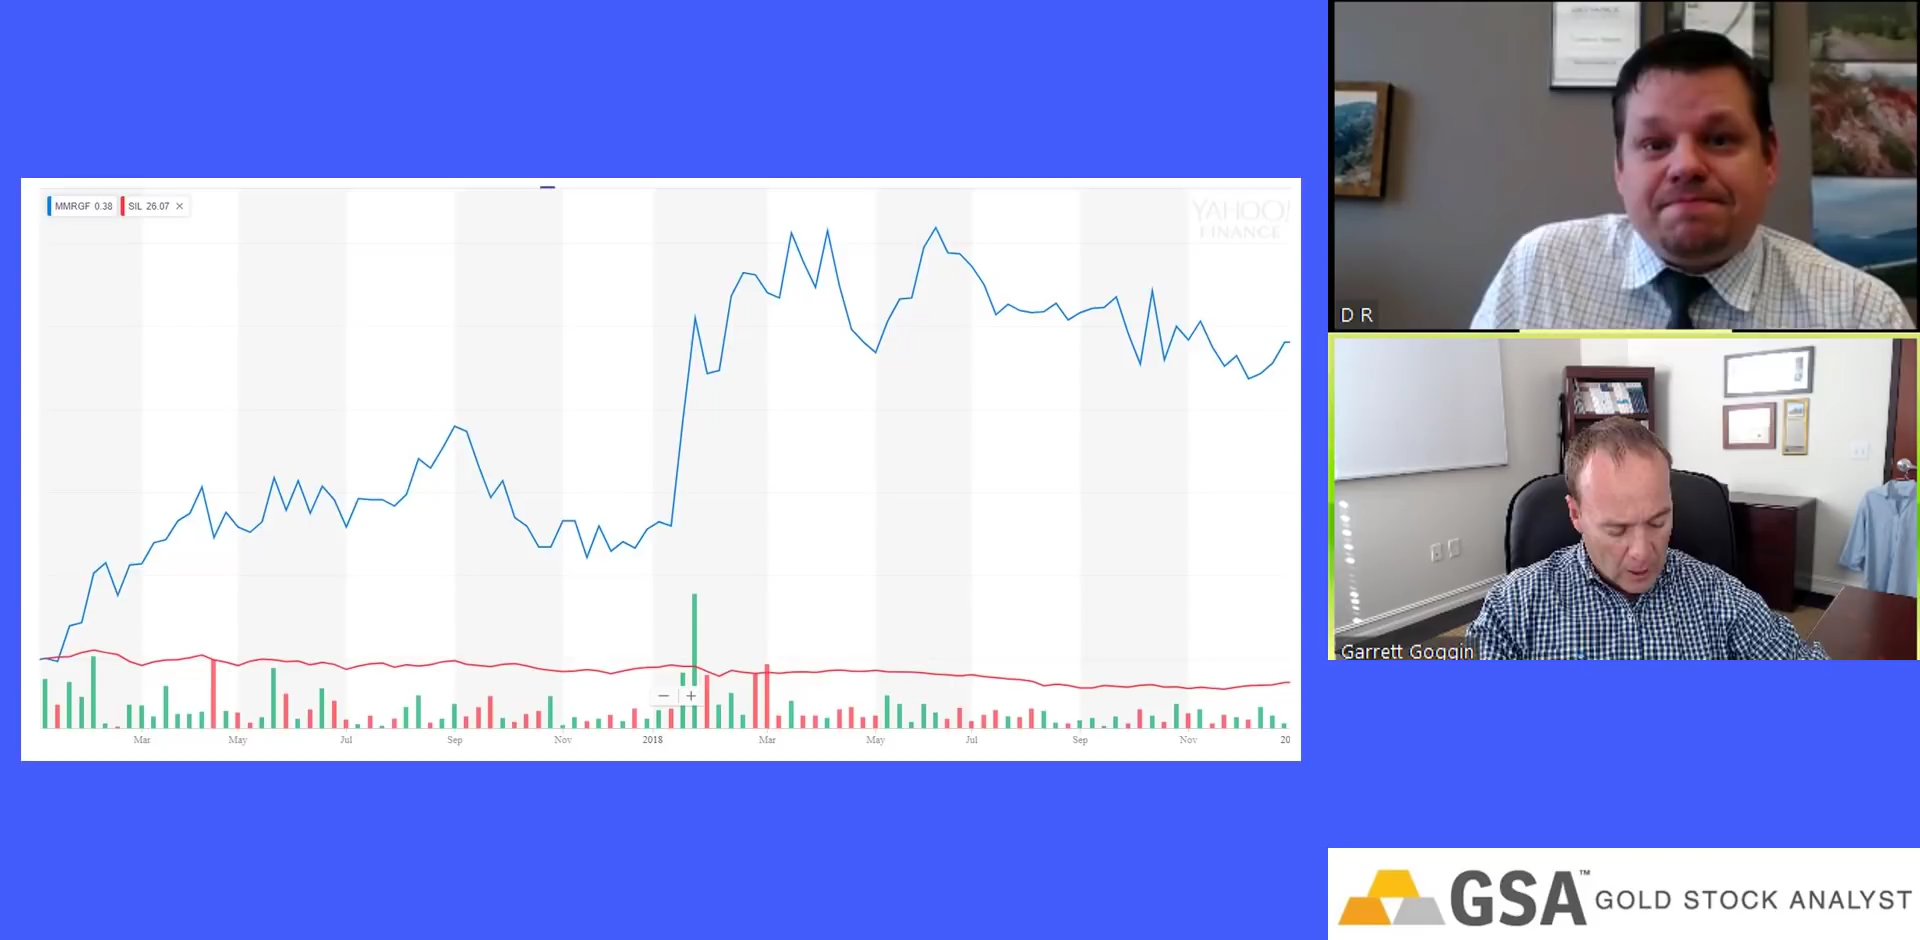 MMRGF 0.38 SIL 26.07 ×
YAHOO!
FINANCE
− +
Mar May Jul Sep Nov 2018 Mar May Jul Sep Nov 20
D R
Garrett Goggin
GSA™ GOLD STOCK ANALYST